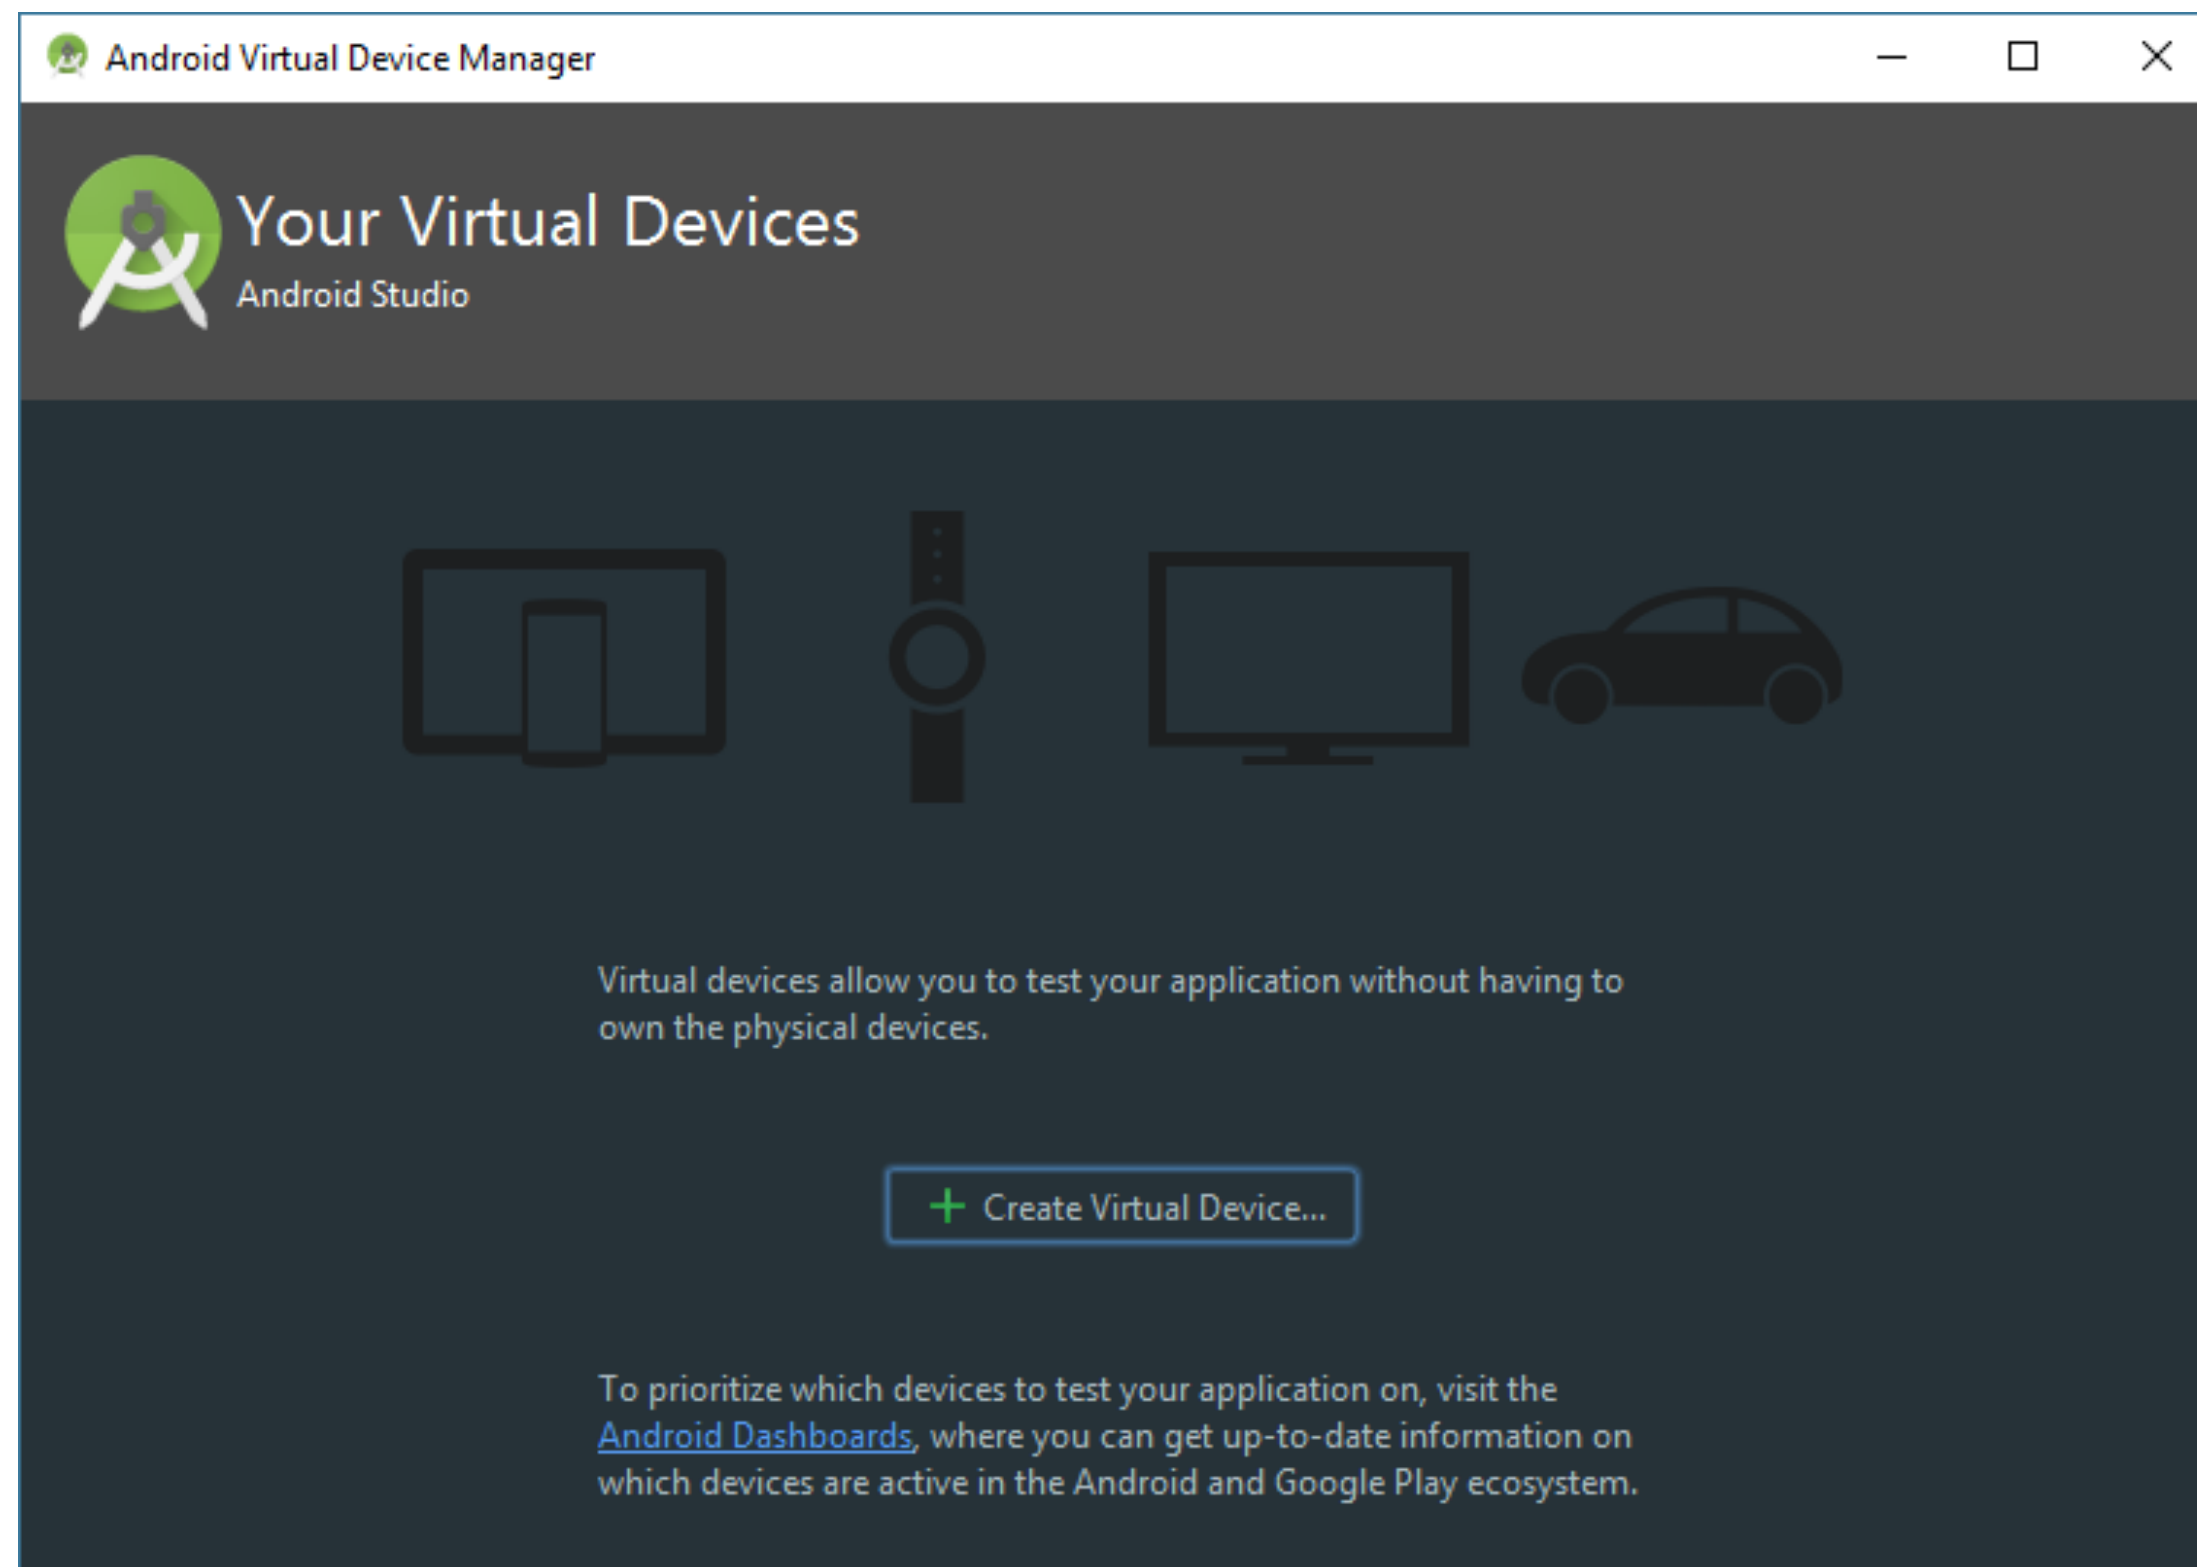 Android Virtual Device Manager
Your Virtual Devices
Android Studio
Virtual devices allow you to test your application without having to
own the physical devices.
Create Virtual Device...
To prioritize which devices to test your application on, visit the
Android Dashboards, where you can get up-to-date information on
which devices are active in the Android and Google Play ecosystem.